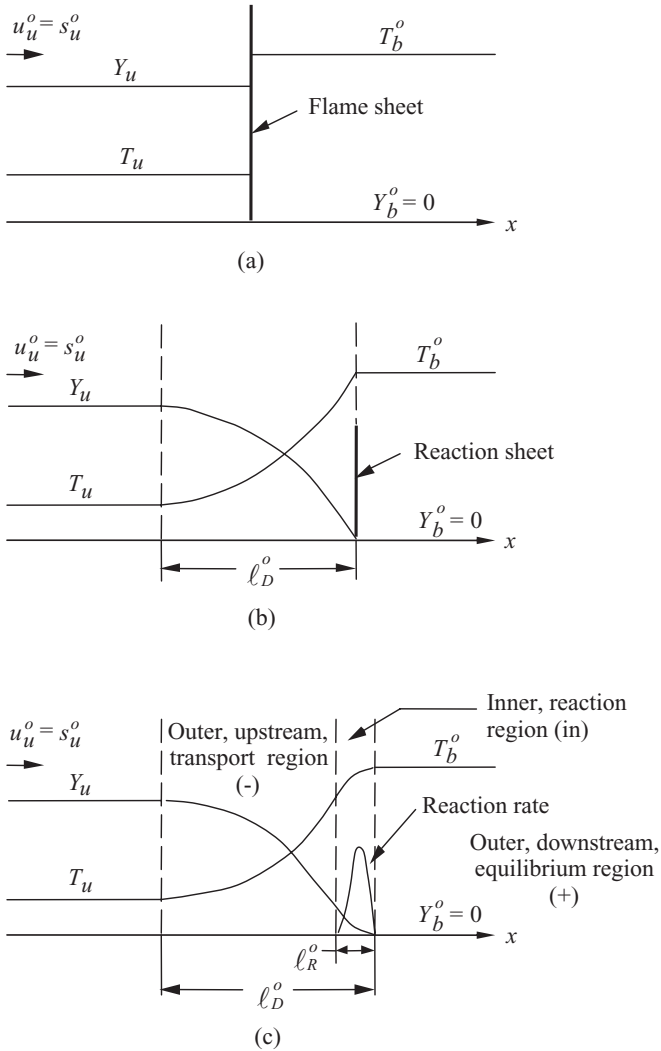 u_u^o = s_u^o
T_b^o
Y_u
Flame sheet
T_u
Y_b^o = 0
x
(a)
u_u^o = s_u^o
T_b^o
Y_u
Reaction sheet
T_u
Y_b^o = 0
x
ℓ_D^o
(b)
Inner, reaction
region (in)
u_u^o = s_u^o
Outer, upstream,
transport region
(-)
T_b^o
Y_u
Reaction rate
Outer, downstream,
equilibrium region
(+)
T_u
Y_b^o = 0
x
ℓ_R^o
ℓ_D^o
(c)